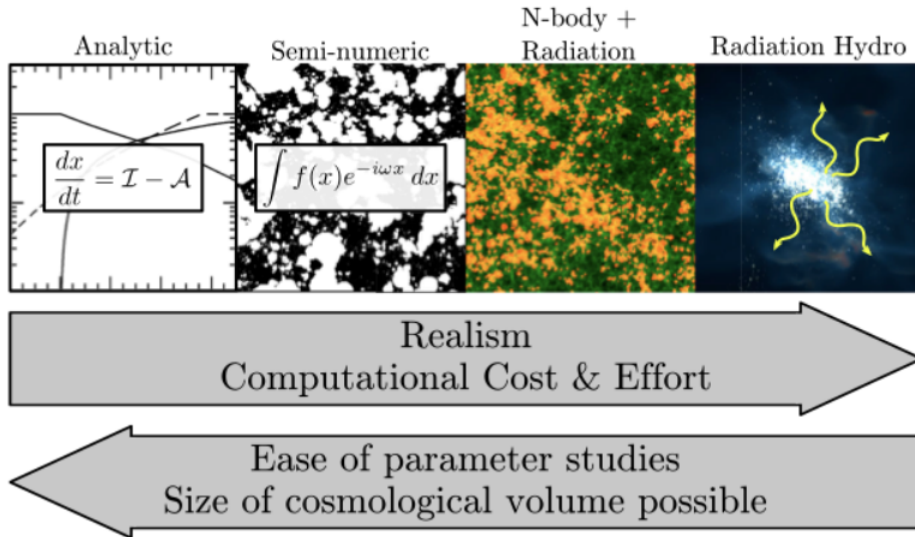 Analytic
Semi-numeric
N-body +
Radiation
Radiation Hydro
dx/dt = ℐ − 𝒜
∫ f(x)e^{−iωx} dx
Realism
Computational Cost & Effort
Ease of parameter studies
Size of cosmological volume possible